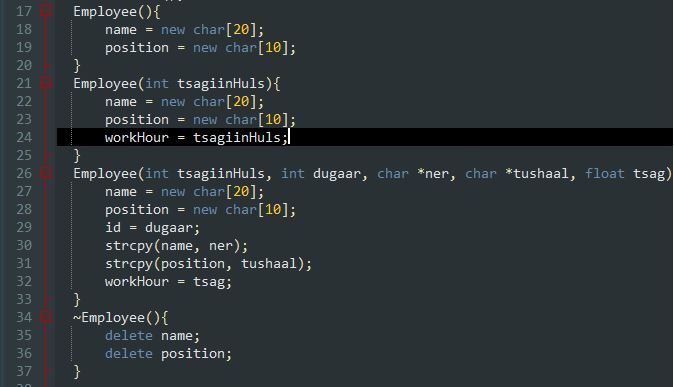 17 Employee(){
18 name = new char[20];
19 position = new char[10];
20 }
21 Employee(int tsagiinHuls){
22 name = new char[20];
23 position = new char[10];
24 workHour = tsagiinHuls;
25 }
26 Employee(int tsagiinHuls, int dugaar, char *ner, char *tushaal, float tsag)
27 name = new char[20];
28 position = new char[10];
29 id = dugaar;
30 strcpy(name, ner);
31 strcpy(position, tushaal);
32 workHour = tsag;
33 }
34 ~Employee(){
35 delete name;
36 delete position;
37 }